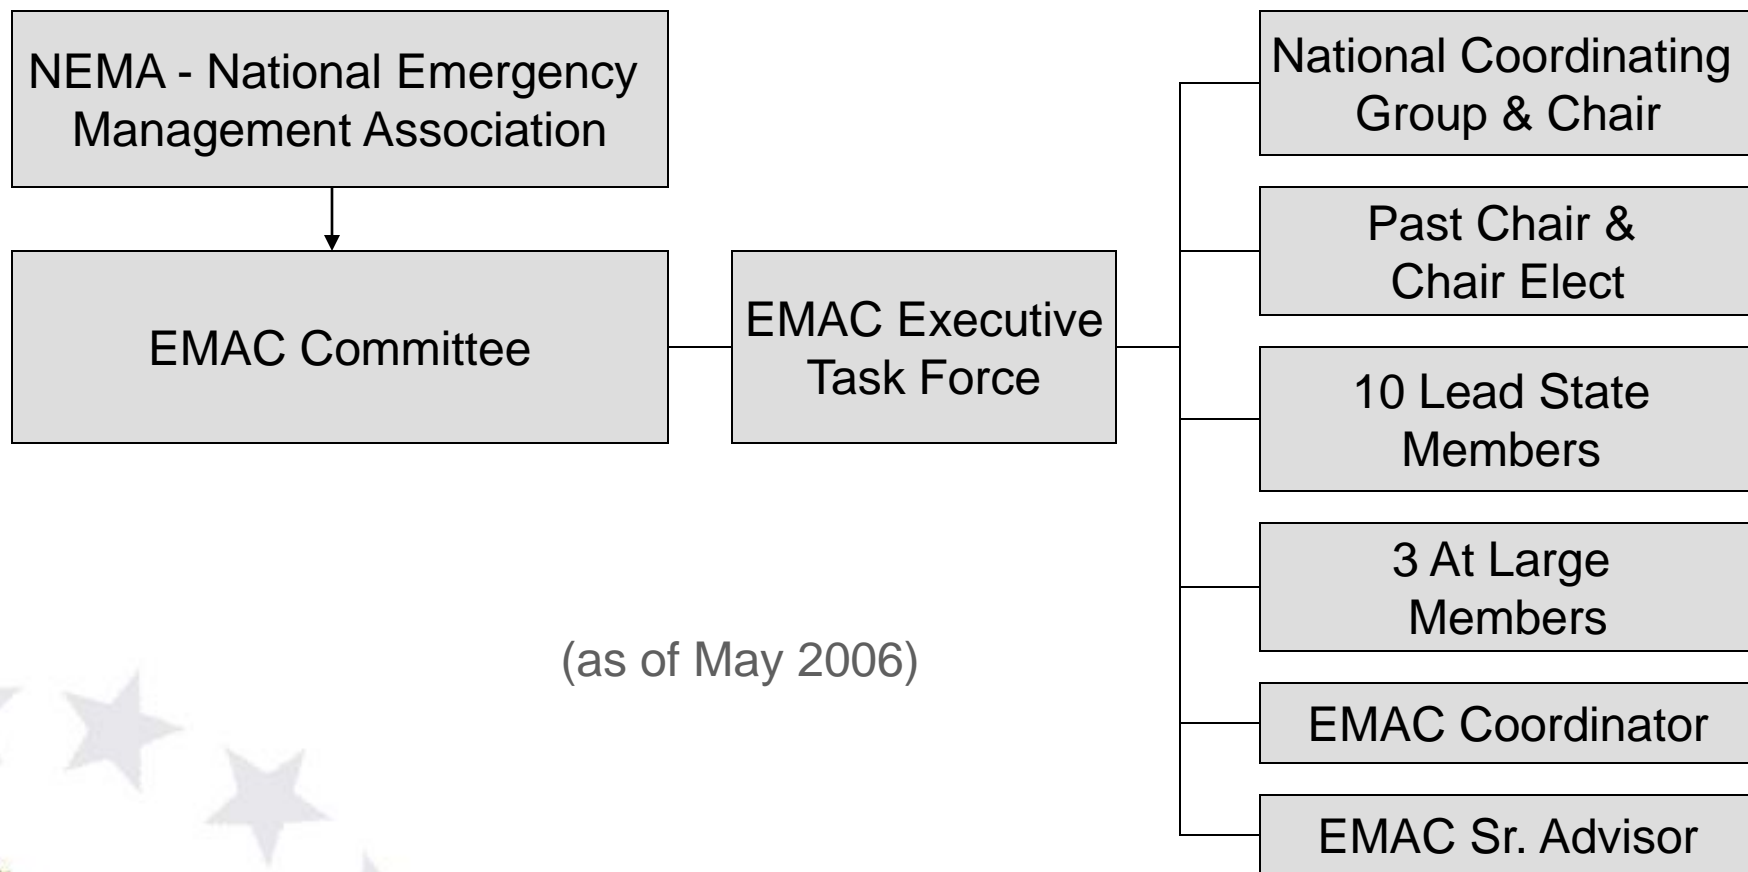 NEMA - National Emergency
Management Association
EMAC Committee
EMAC Executive
Task Force
National Coordinating
Group & Chair
Past Chair &
Chair Elect
10 Lead State
Members
3 At Large
Members
EMAC Coordinator
EMAC Sr. Advisor
(as of May 2006)